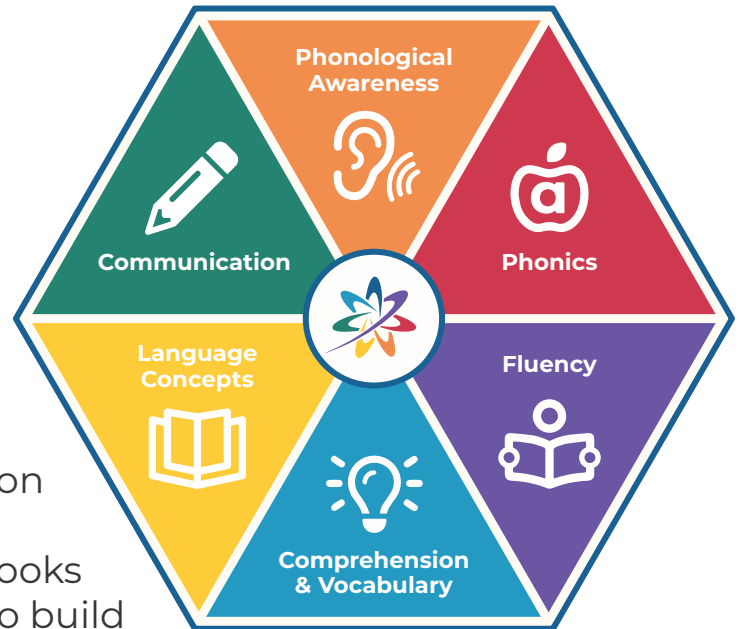 Phonological
Awareness
Communication
a
Phonics
Language
Concepts
Fluency
Comprehension
& Vocabulary
on
ooks
o build